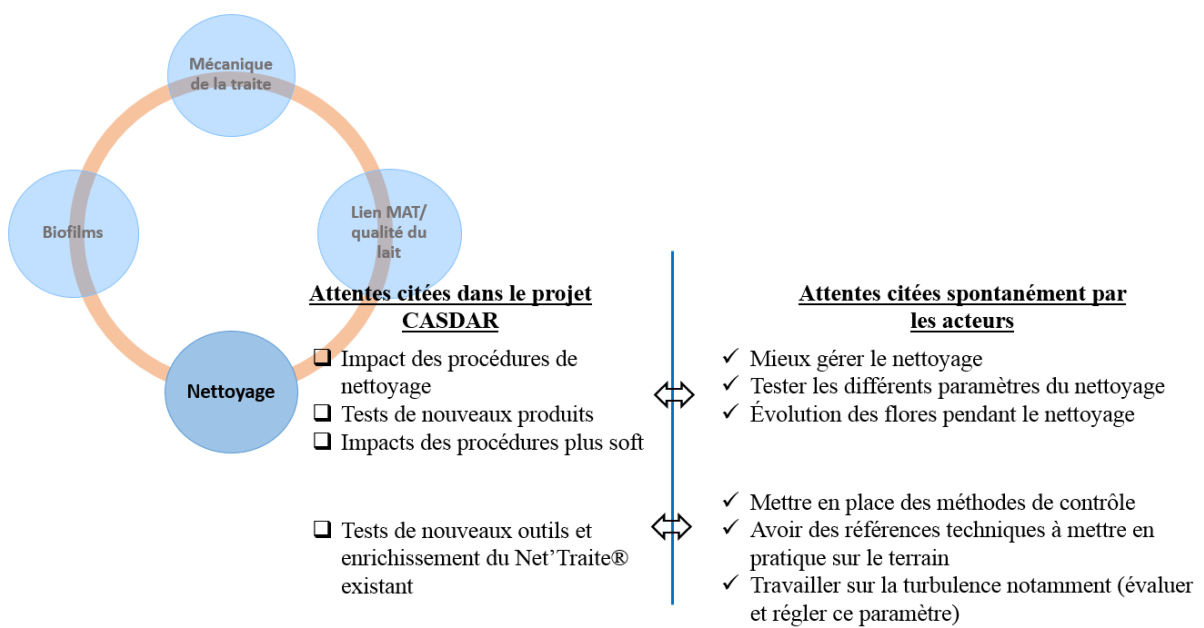 Mécanique
de la traite
Biofilms
Lien MAT/
qualité du
lait
Nettoyage
Attentes citées dans le projet
CASDAR
❑ Impact des procédures de
nettoyage
❑ Tests de nouveaux produits
❑ Impacts des procédures plus soft
❑ Tests de nouveaux outils et
enrichissement du Net’Traite®
existant
Attentes citées spontanément par
les acteurs
✓ Mieux gérer le nettoyage
✓ Tester les différents paramètres du nettoyage
✓ Évolution des flores pendant le nettoyage
✓ Mettre en place des méthodes de contrôle
✓ Avoir des références techniques à mettre en
pratique sur le terrain
✓ Travailler sur la turbulence notamment (évaluer
et régler ce paramètre)